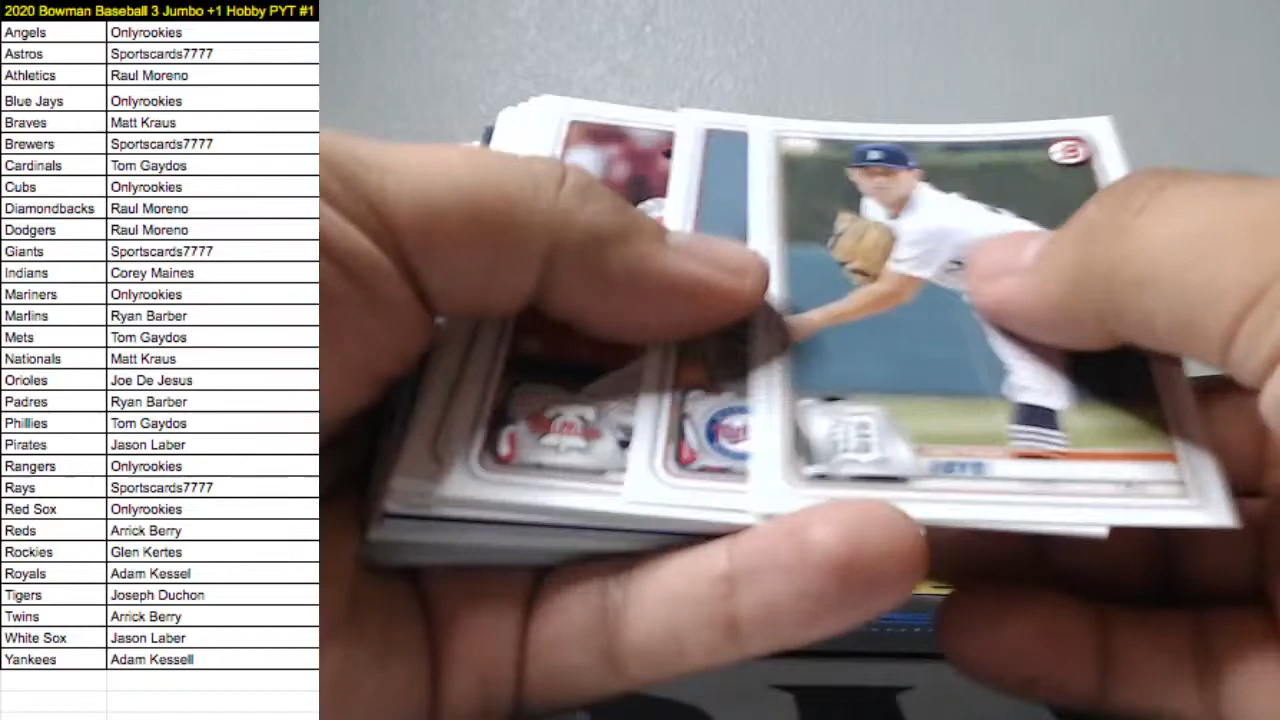 2020 Bowman Baseball 3 Jumbo +1 Hobby PYT #1
Angels Onlyrookies
Astros Sportscards7777
Athletics Raul Moreno
Blue Jays Onlyrookies
Braves Matt Kraus
Brewers Sportscards7777
Cardinals Tom Gaydos
Cubs Onlyrookies
Diamondbacks Raul Moreno
Dodgers Raul Moreno
Giants Sportscards7777
Indians Corey Maines
Mariners Onlyrookies
Marlins Ryan Barber
Mets Tom Gaydos
Nationals Matt Kraus
Orioles Joe De Jesus
Padres Ryan Barber
Phillies Tom Gaydos
Pirates Jason Laber
Rangers Onlyrookies
Rays Sportscards7777
Red Sox Onlyrookies
Reds Arrick Berry
Rockies Glen Kertes
Royals Adam Kessel
Tigers Joseph Duchon
Twins Arrick Berry
White Sox Jason Laber
Yankees Adam Kessell